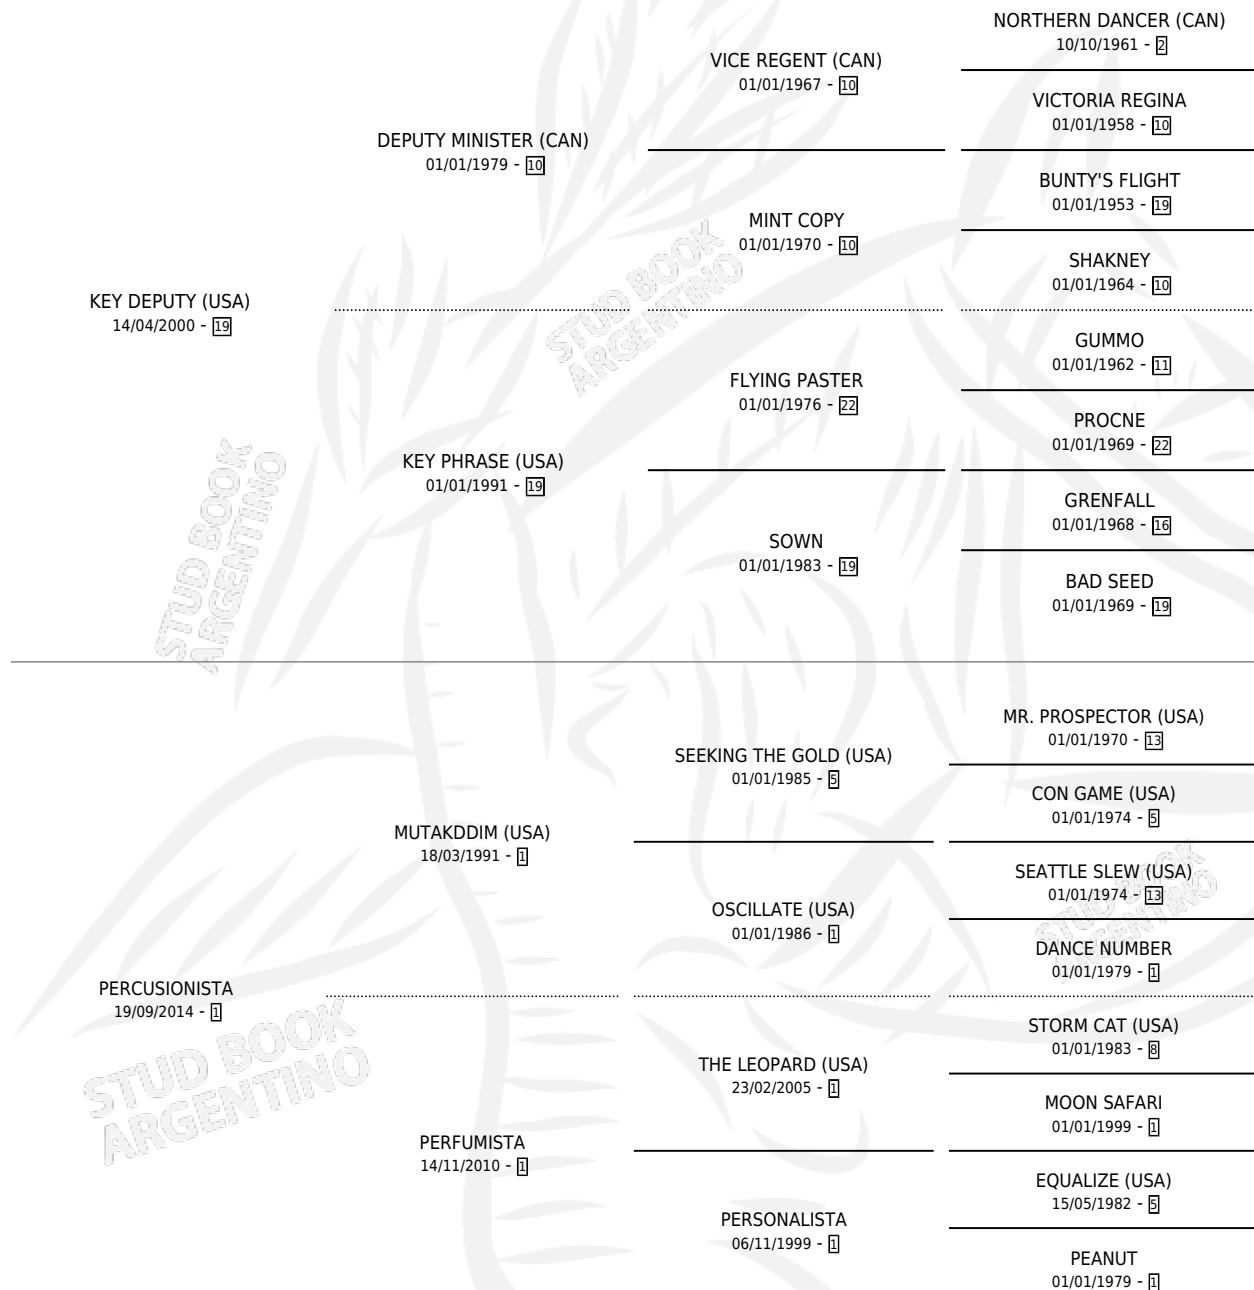 NORTHERN DANCER (CAN)
10/10/1961 - 2
VICE REGENT (CAN)
01/01/1967 - 10
VICTORIA REGINA
01/01/1958 - 10
DEPUTY MINISTER (CAN)
01/01/1979 - 10
BUNTY'S FLIGHT
01/01/1953 - 19
MINT COPY
01/01/1970 - 10
SHAKNEY
01/01/1964 - 10
KEY DEPUTY (USA)
14/04/2000 - 19
STUD BOOK
ARGENTINO
GUMMO
01/01/1962 - 11
FLYING PASTER
01/01/1976 - 22
PROCNE
01/01/1969 - 22
KEY PHRASE (USA)
01/01/1991 - 19
GRENFALL
01/01/1968 - 16
SOWN
01/01/1983 - 19
BAD SEED
01/01/1969 - 19
STUD BOOK
ARGENTINO
MR. PROSPECTOR (USA)
01/01/1970 - 13
SEEKING THE GOLD (USA)
01/01/1985 - 5
CON GAME (USA)
01/01/1974 - 5
MUTAKDDIM (USA)
18/03/1991 - 1
SEATTLE SLEW (USA)
01/01/1974 - 13
OSCILLATE (USA)
01/01/1986 - 1
DANCE NUMBER
01/01/1979 - 1
STUD BOOK
ARGENTINO
PERCUSIONISTA
19/09/2014 - 1
STORM CAT (USA)
01/01/1983 - 8
THE LEOPARD (USA)
23/02/2005 - 1
MOON SAFARI
01/01/1999 - 1
STUD BOOK
ARGENTINO
PERFUMISTA
14/11/2010 - 1
EQUALIZE (USA)
15/05/1982 - 5
PERSONALISTA
06/11/1999 - 1
PEANUT
01/01/1979 - 1